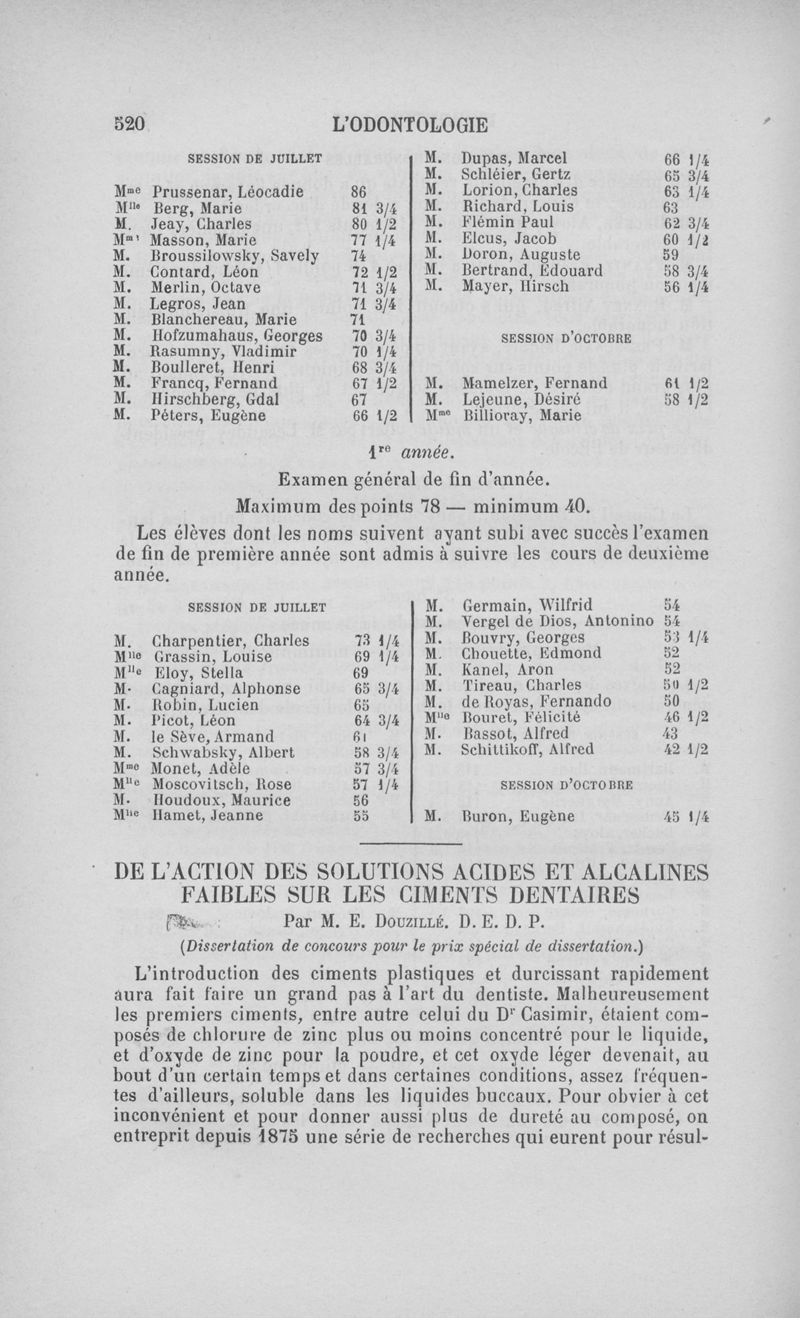 520
L'ODONTOLOGIE
SESSION DE JUILLET
Mme Prussenar, Léocadie 86
Mlle Berg, Marie 81 3/4
M. Jeay, Charles 80 1/2
Mme Masson, Marie 77 1/4
M. Broussilowsky, Savely 74
M. Contard, Léon 72 1/2
M. Merlin, Octave 71 3/4
M. Legros, Jean 71 3/4
M. Blanchereau, Marie 71
M. Hofzumahaus, Georges 70 3/4
M. Rasumny, Vladimir 70 1/4
M. Boulleret, Henri 68 3/4
M. Francq, Fernand 67 1/2
M. Hirschberg, Gdal 67
M. Péters, Eugène 66 1/2
M. Dupas, Marcel 66 1/4
M. Schléier, Gertz 65 3/4
M. Lorion, Charles 63 1/4
M. Richard, Louis 63
M. Flémin Paul 62 3/4
M. Elcus, Jacob 60 1/2
M. Doron, Auguste 59
M. Bertrand, Edouard 58 3/4
M. Mayer, Hirsch 56 1/4
SESSION D'OCTOBRE
M. Mamelzer, Fernand 61 1/2
M. Lejeune, Désiré 58 1/2
Mme Billioray, Marie
1re année.
Examen général de fin d'année.
Maximum des points 78 — minimum 40.
Les élèves dont les noms suivent ayant subi avec succès l'examen
de fin de première année sont admis à suivre les cours de deuxième
année.
SESSION DE JUILLET
M. Charpentier, Charles 73 1/4
Mlle Grassin, Louise 69 1/4
Mlle Eloy, Stella 69
M. Cagniard, Alphonse 65 3/4
M. Robin, Lucien 65
M. Picot, Léon 64 3/4
M. le Sève, Armand 61
M. Schwabsky, Albert 58 3/4
Mme Monet, Adèle 57 3/4
Mlle Moscovitsch, Rose 57 1/4
M. Houdoux, Maurice 56
Mlle Hamet, Jeanne 55
M. Germain, Wilfrid 54
M. Vergel de Dios, Antonino 54
M. Bouvry, Georges 53 1/4
M. Chouette, Edmond 52
M. Kanel, Aron 52
M. Tireau, Charles 50 1/2
M. de Royas, Fernando 50
Mlle Bouret, Félicité 46 1/2
M. Bassot, Alfred 43
M. Schittikoff, Alfred 42 1/2
SESSION D'OCTOBRE
M. Buron, Eugène 45 1/4
DE L'ACTION DES SOLUTIONS ACIDES ET ALCALINES
FAIBLES SUR LES CIMENTS DENTAIRES
Par M. E. DOUZILLÉ. D. E. D. P.
(Dissertation de concours pour le prix spécial de dissertation.)
L'introduction des ciments plastiques et durcissant rapidement
aura fait faire un grand pas à l'art du dentiste. Malheureusement
les premiers ciments, entre autre celui du Dr Casimir, étaient com-
posés de chlorure de zinc plus ou moins concentré pour le liquide,
et d'oxyde de zinc pour la poudre, et cet oxyde léger devenait, au
bout d'un certain temps et dans certaines conditions, assez fréquen-
tes d'ailleurs, soluble dans les liquides buccaux. Pour obvier à cet
inconvénient et pour donner aussi plus de dureté au composé, on
entreprit depuis 1875 une série de recherches qui eurent pour résul-